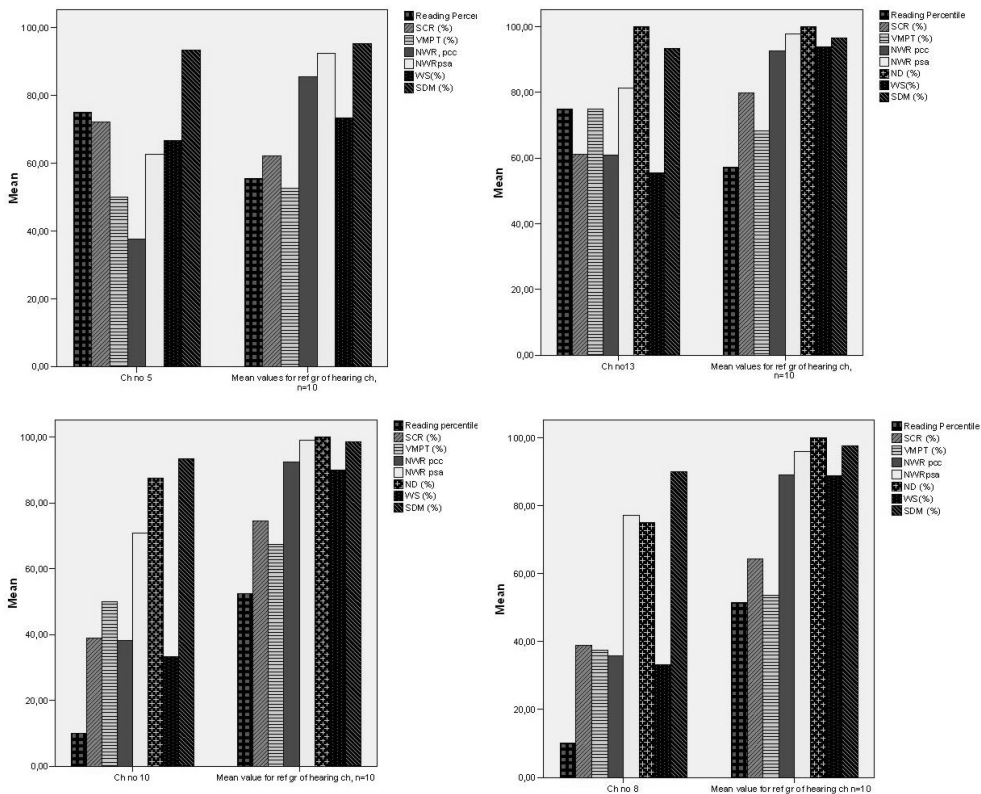 100,00
80,00
60,00
40,00
20,00
0,00
Mean
Ch no 5
Mean values for ref gr of hearing ch,
n=10
Reading Perce
SCR (%)
VMPT (%)
NWR, pcc
NWRpsa
WS(%)
SDM (%)
100,00
80,00
60,00
40,00
20,00
0,00
Mean
Ch no13
Mean values for ref gr of hearing ch,
n=10
Reading Percentile
SCR (%)
VMPT (%)
NWR pcc
NWR psa
ND (%)
WS(%)
SDM (%)
100,00
80,00
60,00
40,00
20,00
0,00
Mean
Ch no 10
Mean value for ref gr of hearing ch, n=10
Reading percentile
SCR (%)
VMPT (%)
NWR pcc
NWR psa
ND (%)
WS (%)
SDM (%)
100,00
80,00
60,00
40,00
20,00
0,00
Mean
Ch no 8
Mean value for ref gr of hearing ch n=10
Reading Percentile
SCR (%)
VMPT (%)
NWR pcc
NWRpsa
ND (%)
WS(%)
SDM (%)